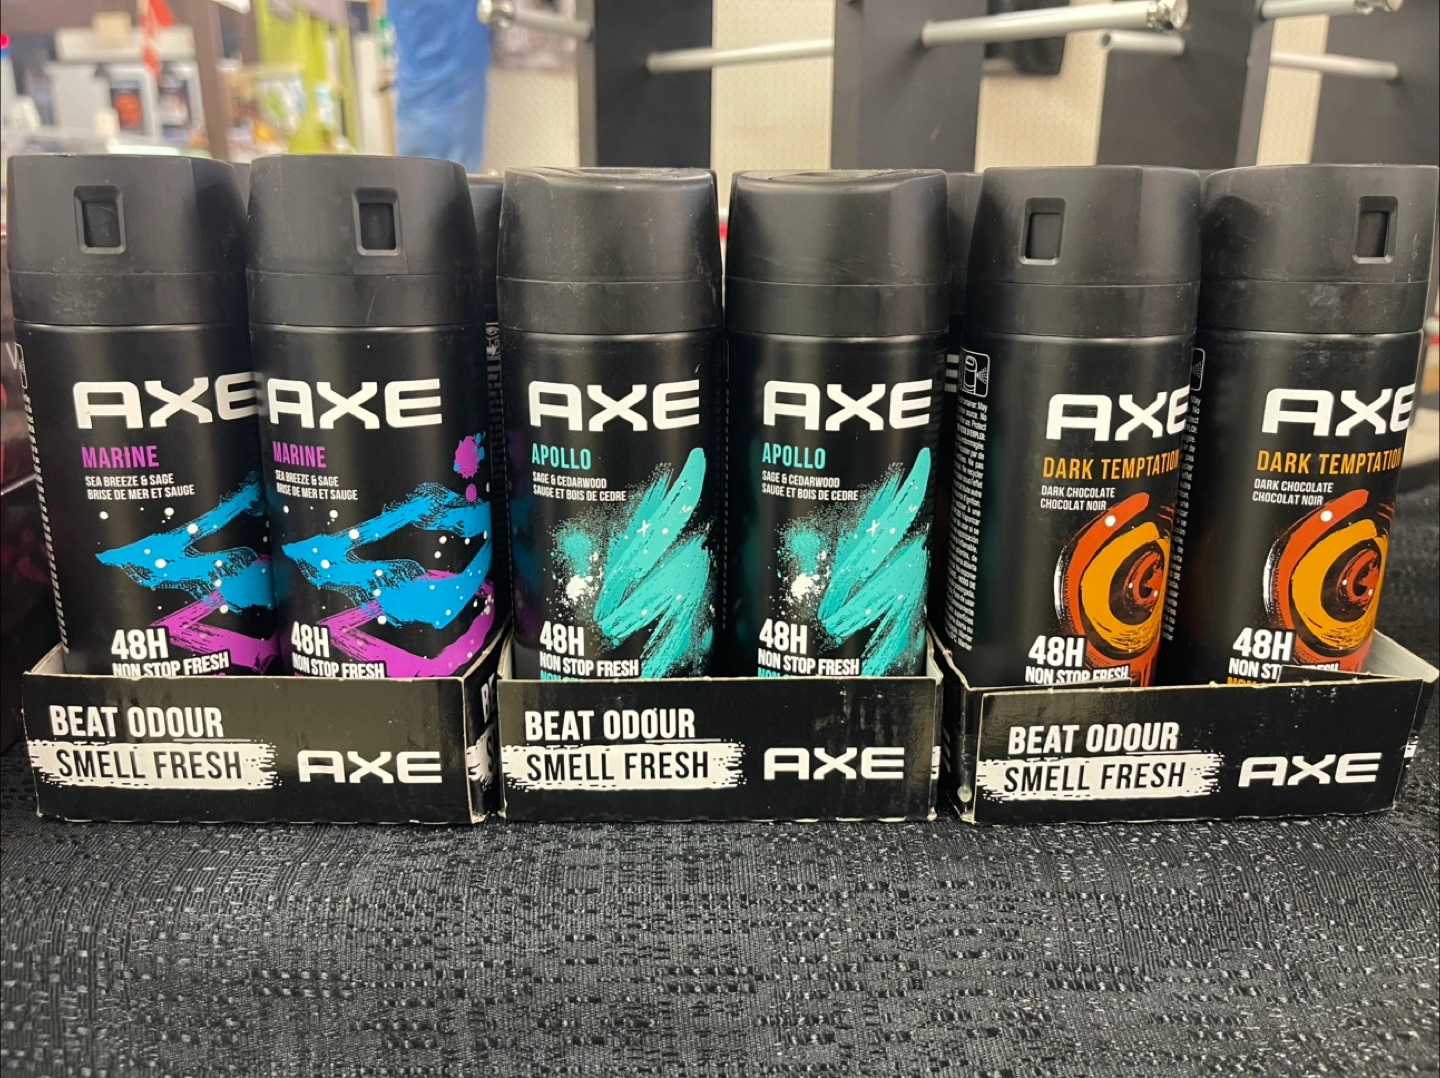 AXE
MARINE
SEA BREEZE & SAGE
BRISE DE MER ET SAUGE
48H
NON STOP FRESH
AXE
MARINE
SEA BREEZE & SAGE
BRISE DE MER ET SAUGE
48H
NON STOP FRESH
AXE
APOLLO
SAGE & CEDARWOOD
SAUGE ET BOIS DE CEDRE
48H
NON STOP FRESH
AXE
APOLLO
SAGE & CEDARWOOD
SAUGE ET BOIS DE CEDRE
48H
NON STOP FRESH
AXE
DARK TEMPTATION
DARK CHOCOLATE
CHOCOLAT NOIR
48H
NON STOP FRESH
AXE
DARK TEMPTATION
DARK CHOCOLATE
CHOCOLAT NOIR
48H
NON STOP FRESH
BEAT ODOUR
SMELL FRESH
AXE
BEAT ODOUR
SMELL FRESH
AXE
BEAT ODOUR
SMELL FRESH
AXE